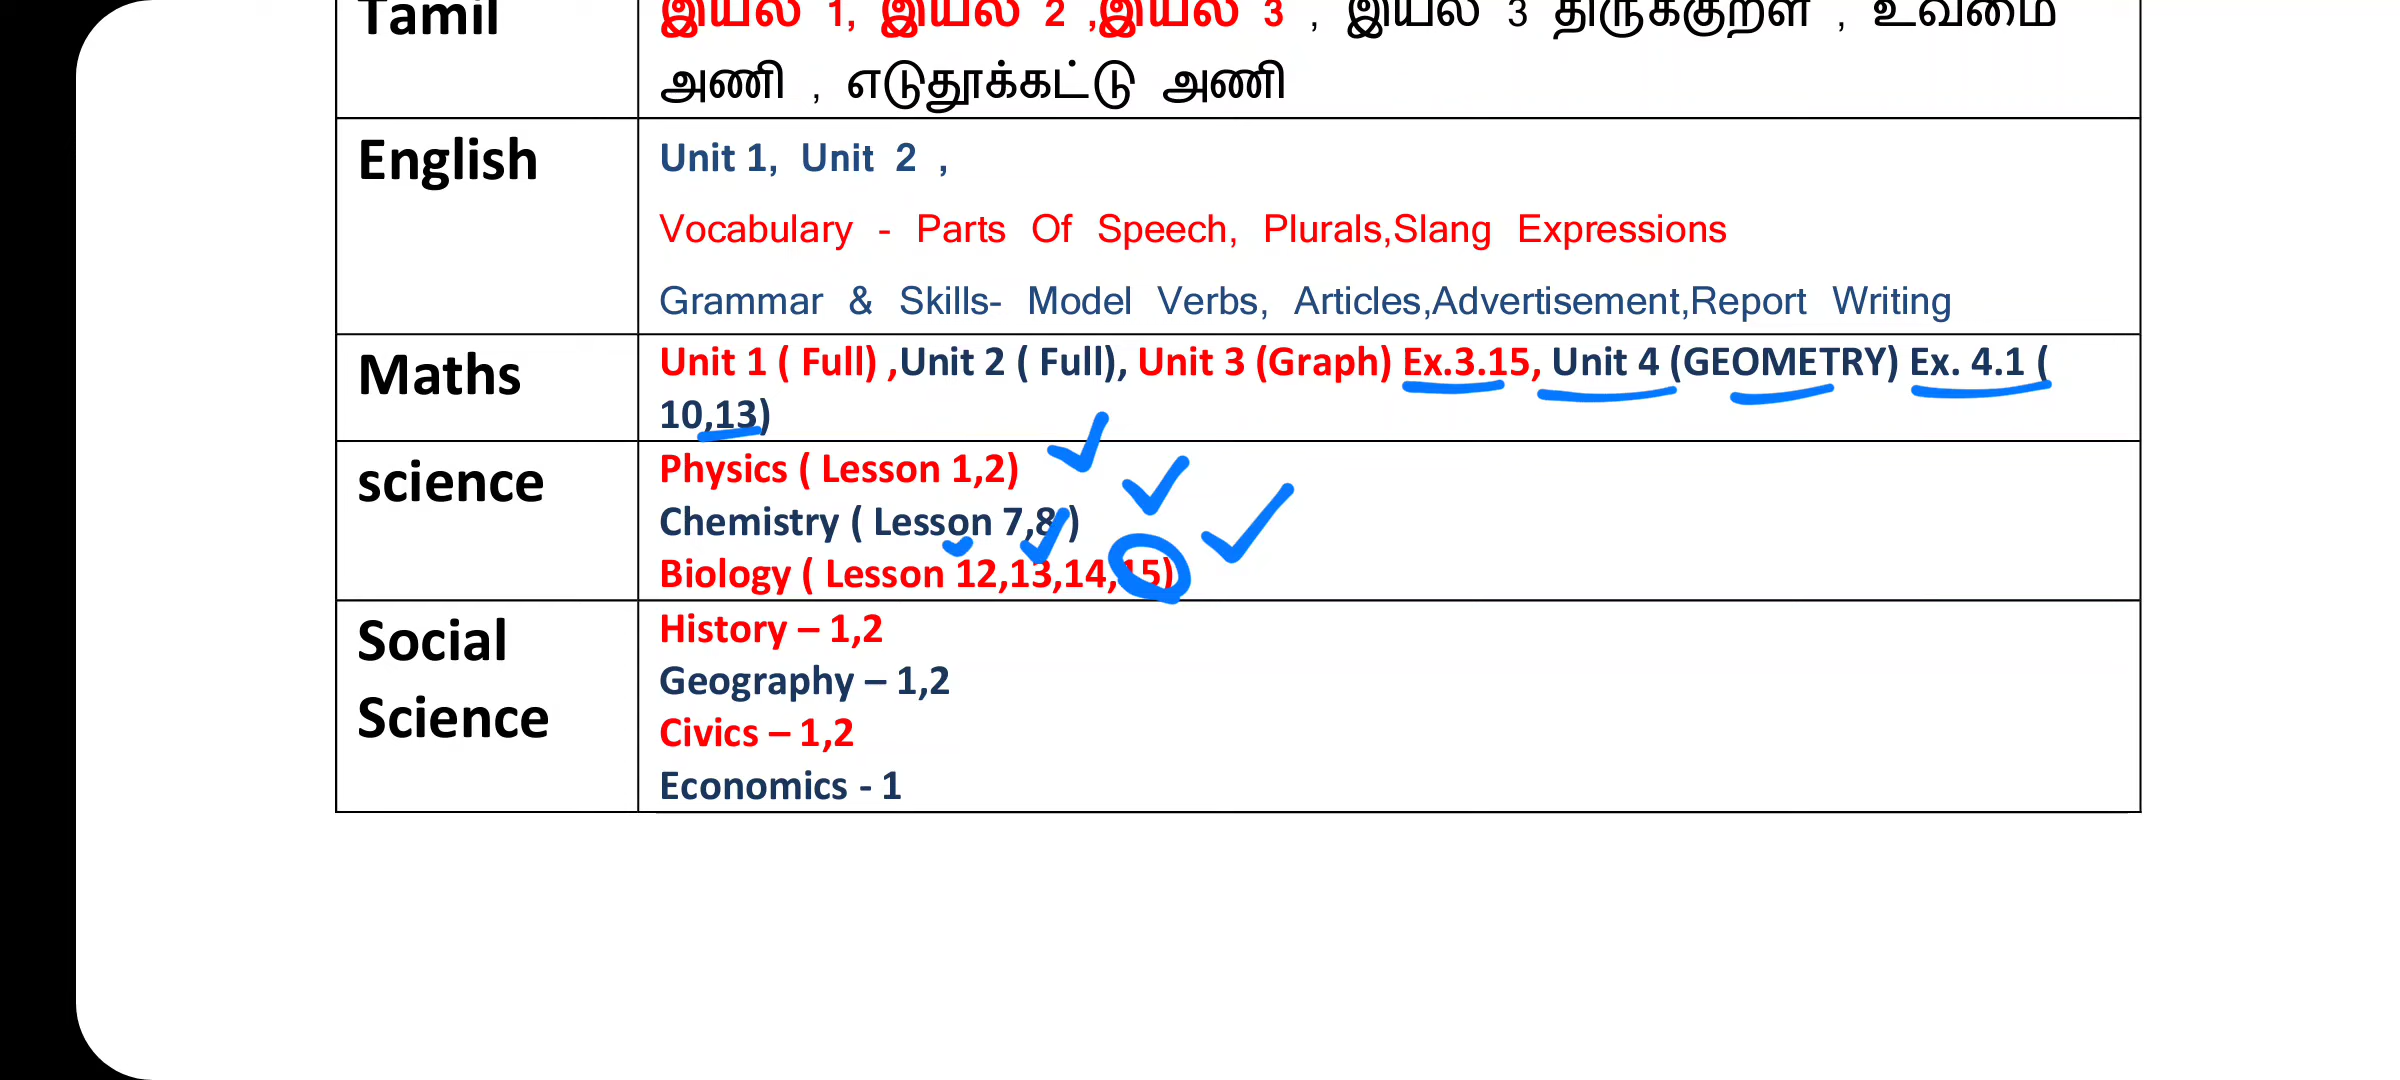 Tamil
இயல் 1, இயல் 2 ,இயல் 3 , இயல் 3 திருக்குறள் , உவமை
அணி , எடுதூக்கட்டு அணி
English
Unit 1, Unit 2 ,
Vocabulary - Parts Of Speech, Plurals,Slang Expressions
Grammar & Skills- Model Verbs, Articles,Advertisement,Report Writing
Maths
Unit 1 ( Full) ,Unit 2 ( Full), Unit 3 (Graph) Ex.3.15, Unit 4 (GEOMETRY) Ex. 4.1 (
10,13)
science
Physics ( Lesson 1,2)
Chemistry ( Lesson 7,8 )
Biology ( Lesson 12,13,14,15)
Social
Science
History – 1,2
Geography – 1,2
Civics – 1,2
Economics - 1